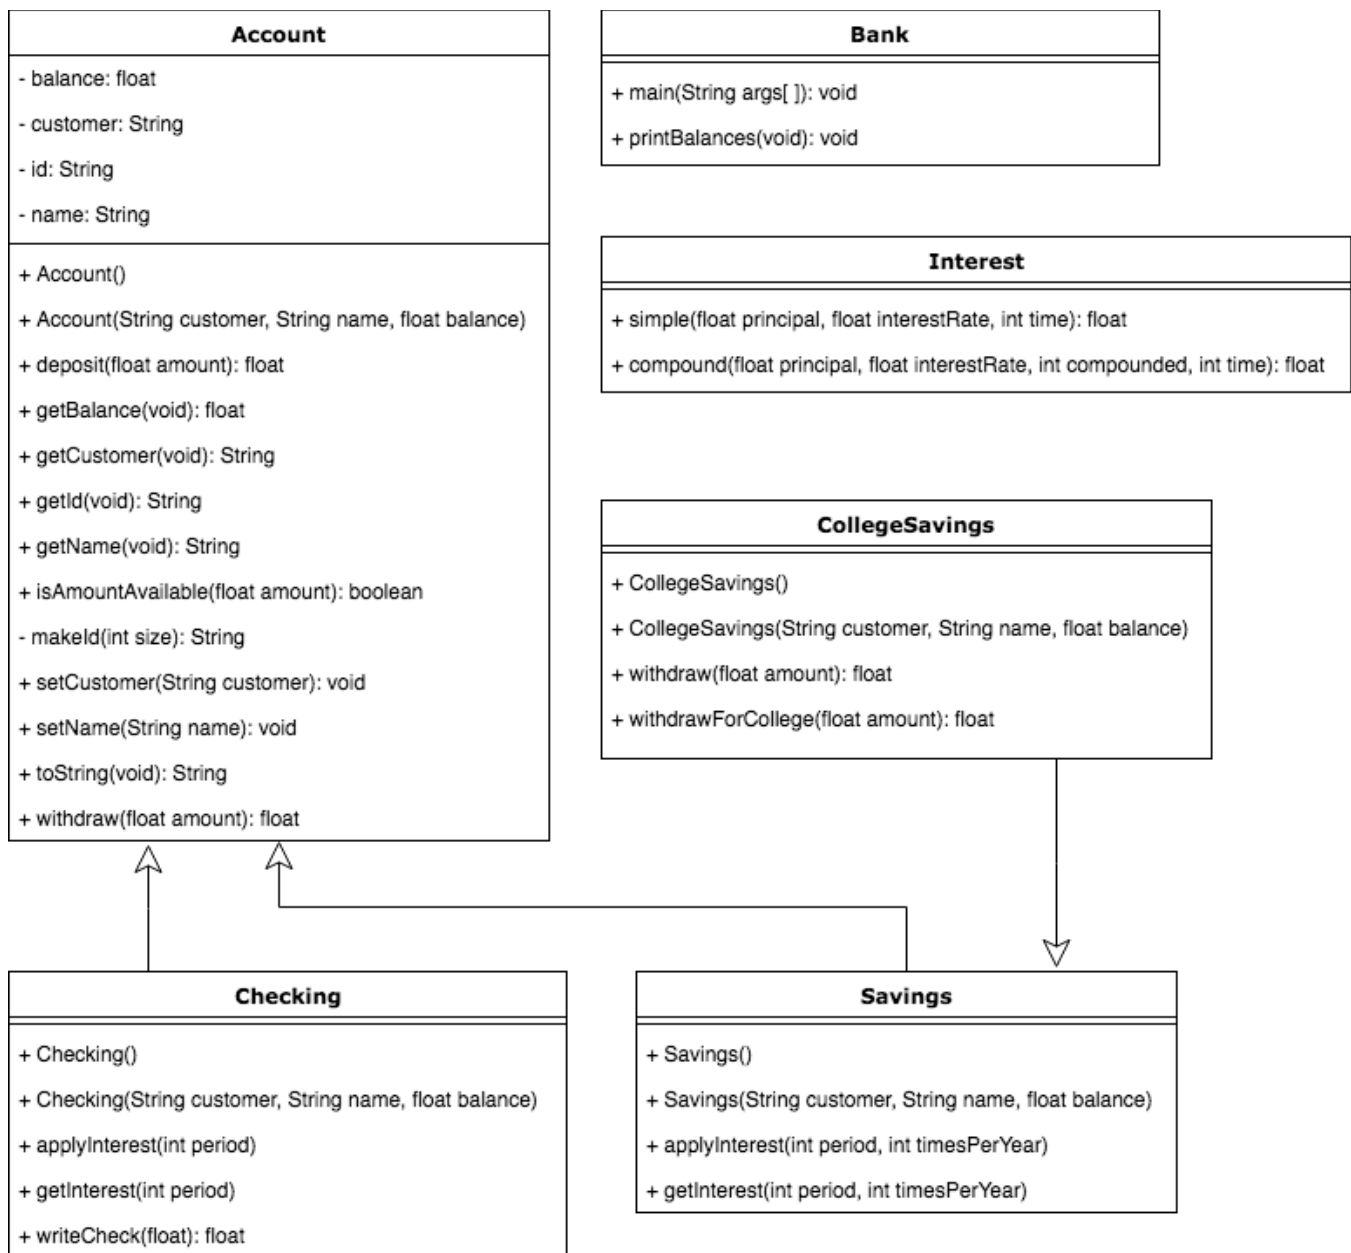 Account
- balance: float
- customer: String
- id: String
- name: String
+ Account()
+ Account(String customer, String name, float balance)
+ deposit(float amount): float
+ getBalance(void): float
+ getCustomer(void): String
+ getId(void): String
+ getName(void): String
+ isAmountAvailable(float amount): boolean
- makeId(int size): String
+ setCustomer(String customer): void
+ setName(String name): void
+ toString(void): String
+ withdraw(float amount): float
Bank
+ main(String args[ ]): void
+ printBalances(void): void
Interest
+ simple(float principal, float interestRate, int time): float
+ compound(float principal, float interestRate, int compounded, int time): float
CollegeSavings
+ CollegeSavings()
+ CollegeSavings(String customer, String name, float balance)
+ withdraw(float amount): float
+ withdrawForCollege(float amount): float
Checking
+ Checking()
+ Checking(String customer, String name, float balance)
+ applyInterest(int period)
+ getInterest(int period)
+ writeCheck(float): float
Savings
+ Savings()
+ Savings(String customer, String name, float balance)
+ applyInterest(int period, int timesPerYear)
+ getInterest(int period, int timesPerYear)